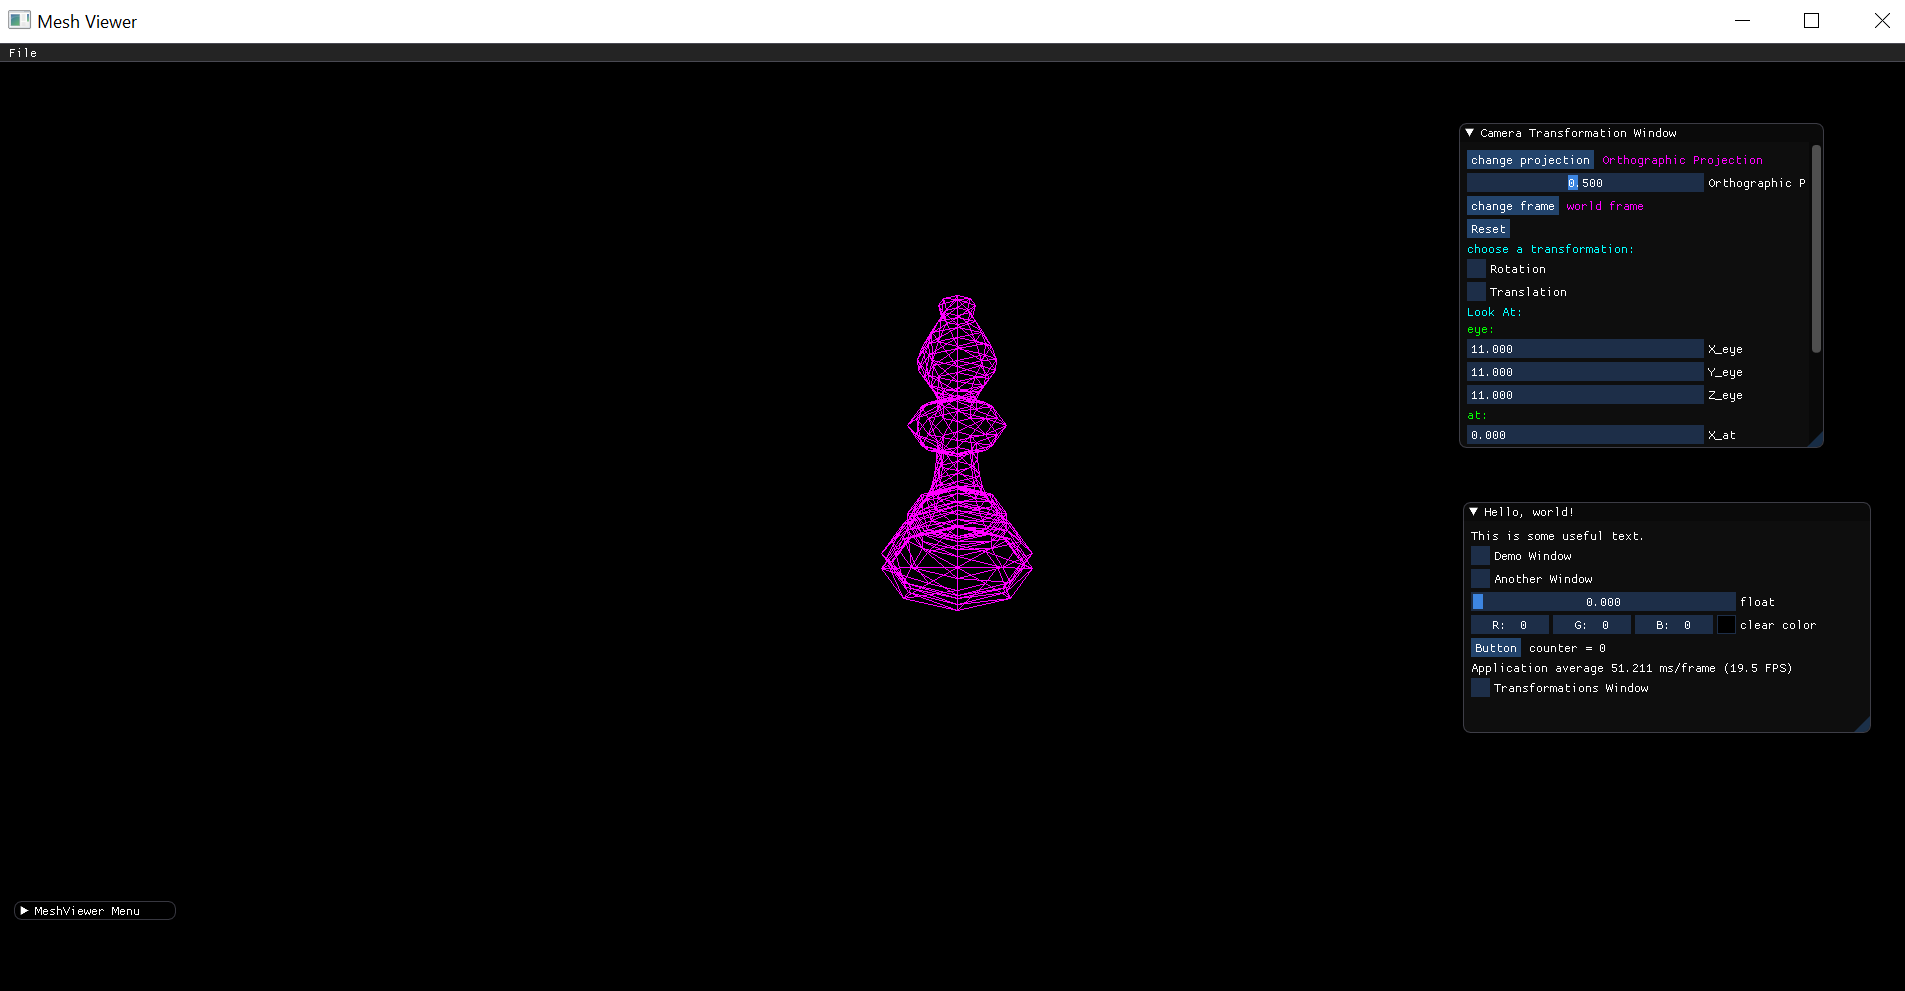 Mesh Viewer
File
Camera Transformation Window
change projection Orthographic Projection
0.500 Orthographic P
change frame world frame
Reset
choose a transformation:
Rotation
Translation
Look At:
eye:
11.000 X_eye
11.000 Y_eye
11.000 Z_eye
at:
0.000 X_at
Hello, world!
This is some useful text.
Demo Window
Another Window
0.000 float
R: 0 G: 0 B: 0 clear color
Button counter = 0
Application average 51.211 ms/frame (19.5 FPS)
Transformations Window
MeshViewer Menu